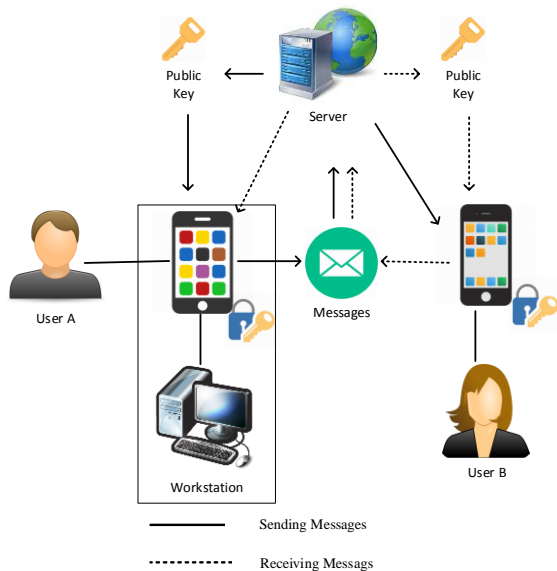 Public
Key
Server
Public
Key
User A
Messages
Workstation
User B
Sending Messages
Receiving Messags